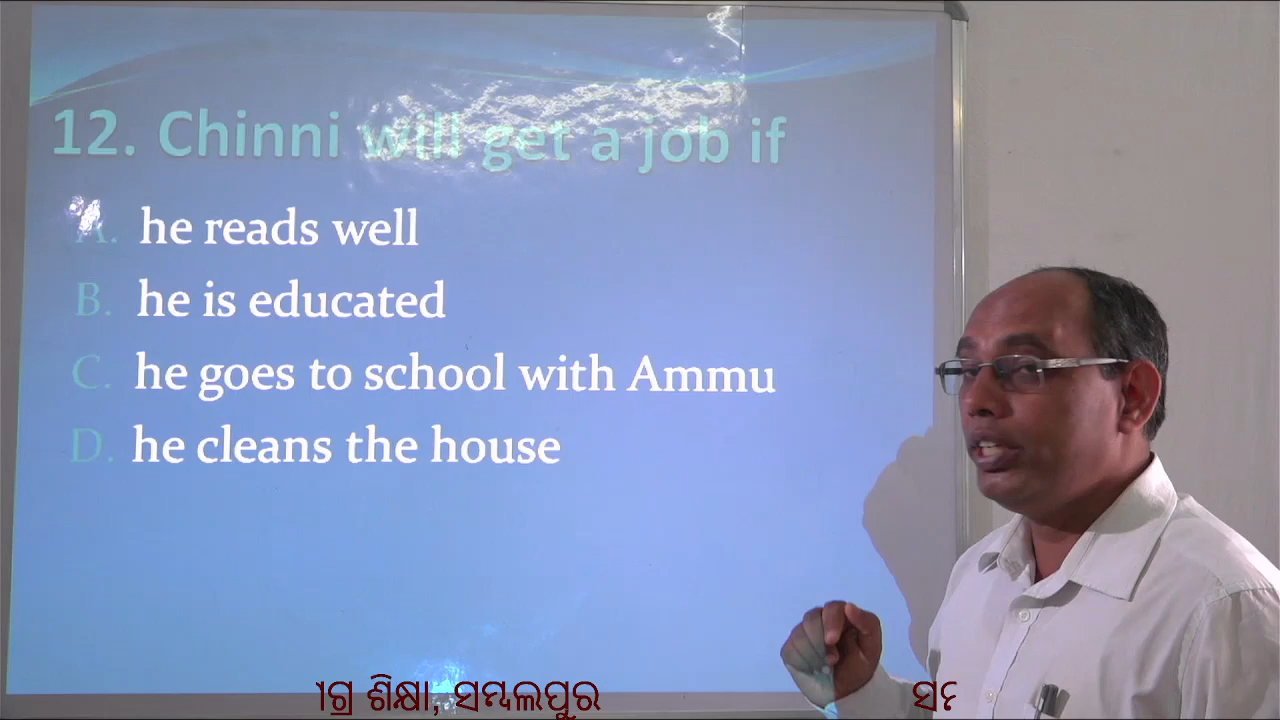 12. Chinni will get a job if
A. he reads well
B. he is educated
C. he goes to school with Ammu
D. he cleans the house
ଶିକ୍ଷା, ସମ୍ବଲପୁର